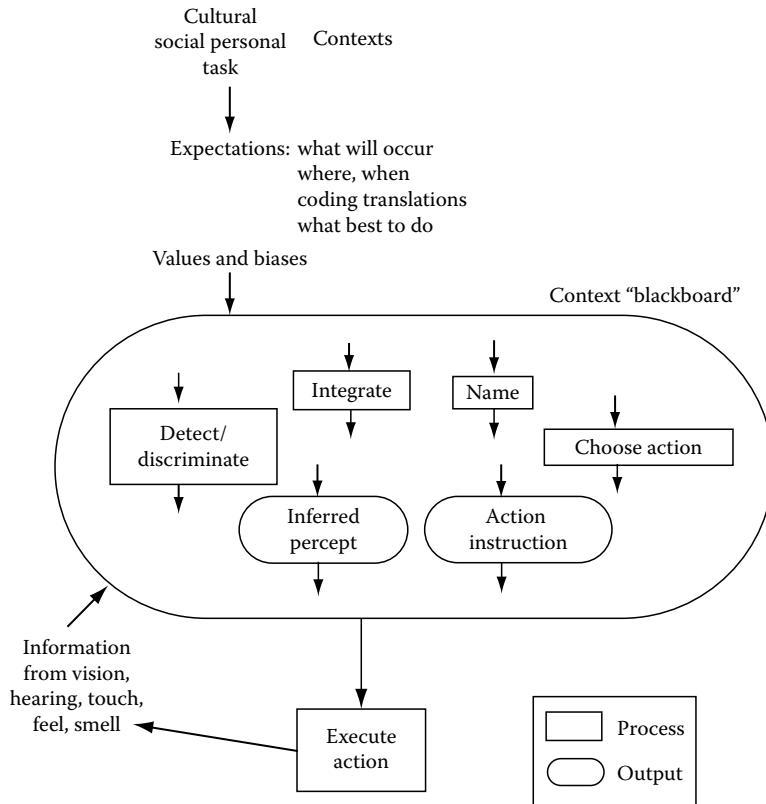 Cultural
social personal
task
Contexts
Expectations: what will occur
where, when
coding translations
what best to do
Values and biases
Context “blackboard”
Integrate
Name
Detect/
discriminate
Choose action
Inferred
percept
Action
instruction
Information
from vision,
hearing, touch,
feel, smell
Execute
action
Process
Output